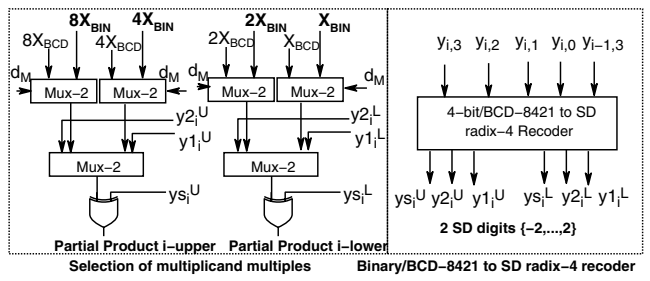 8X_BIN 4X_BIN 2X_BIN X_BIN
8X_BCD 4X_BCD 2X_BCD X_BCD
y_i,3 y_i,2 y_i,1 y_i,0 y_i−1,3
d_M d_M d_M d_M
Mux−2 Mux−2 Mux−2 Mux−2
4−bit/BCD−8421 to SD
radix−4 Recoder
y2_i^U y2_i^L
y1_i^U y1_i^L
Mux−2 Mux−2
ys_i^U ys_i^L
ys_i^U y2_i^U y1_i^U ys_i^L y2_i^L y1_i^L
2 SD digits {−2,...,2}
Partial Product i−upper Partial Product i−lower
Selection of multiplicand multiples Binary/BCD−8421 to SD radix−4 recoder